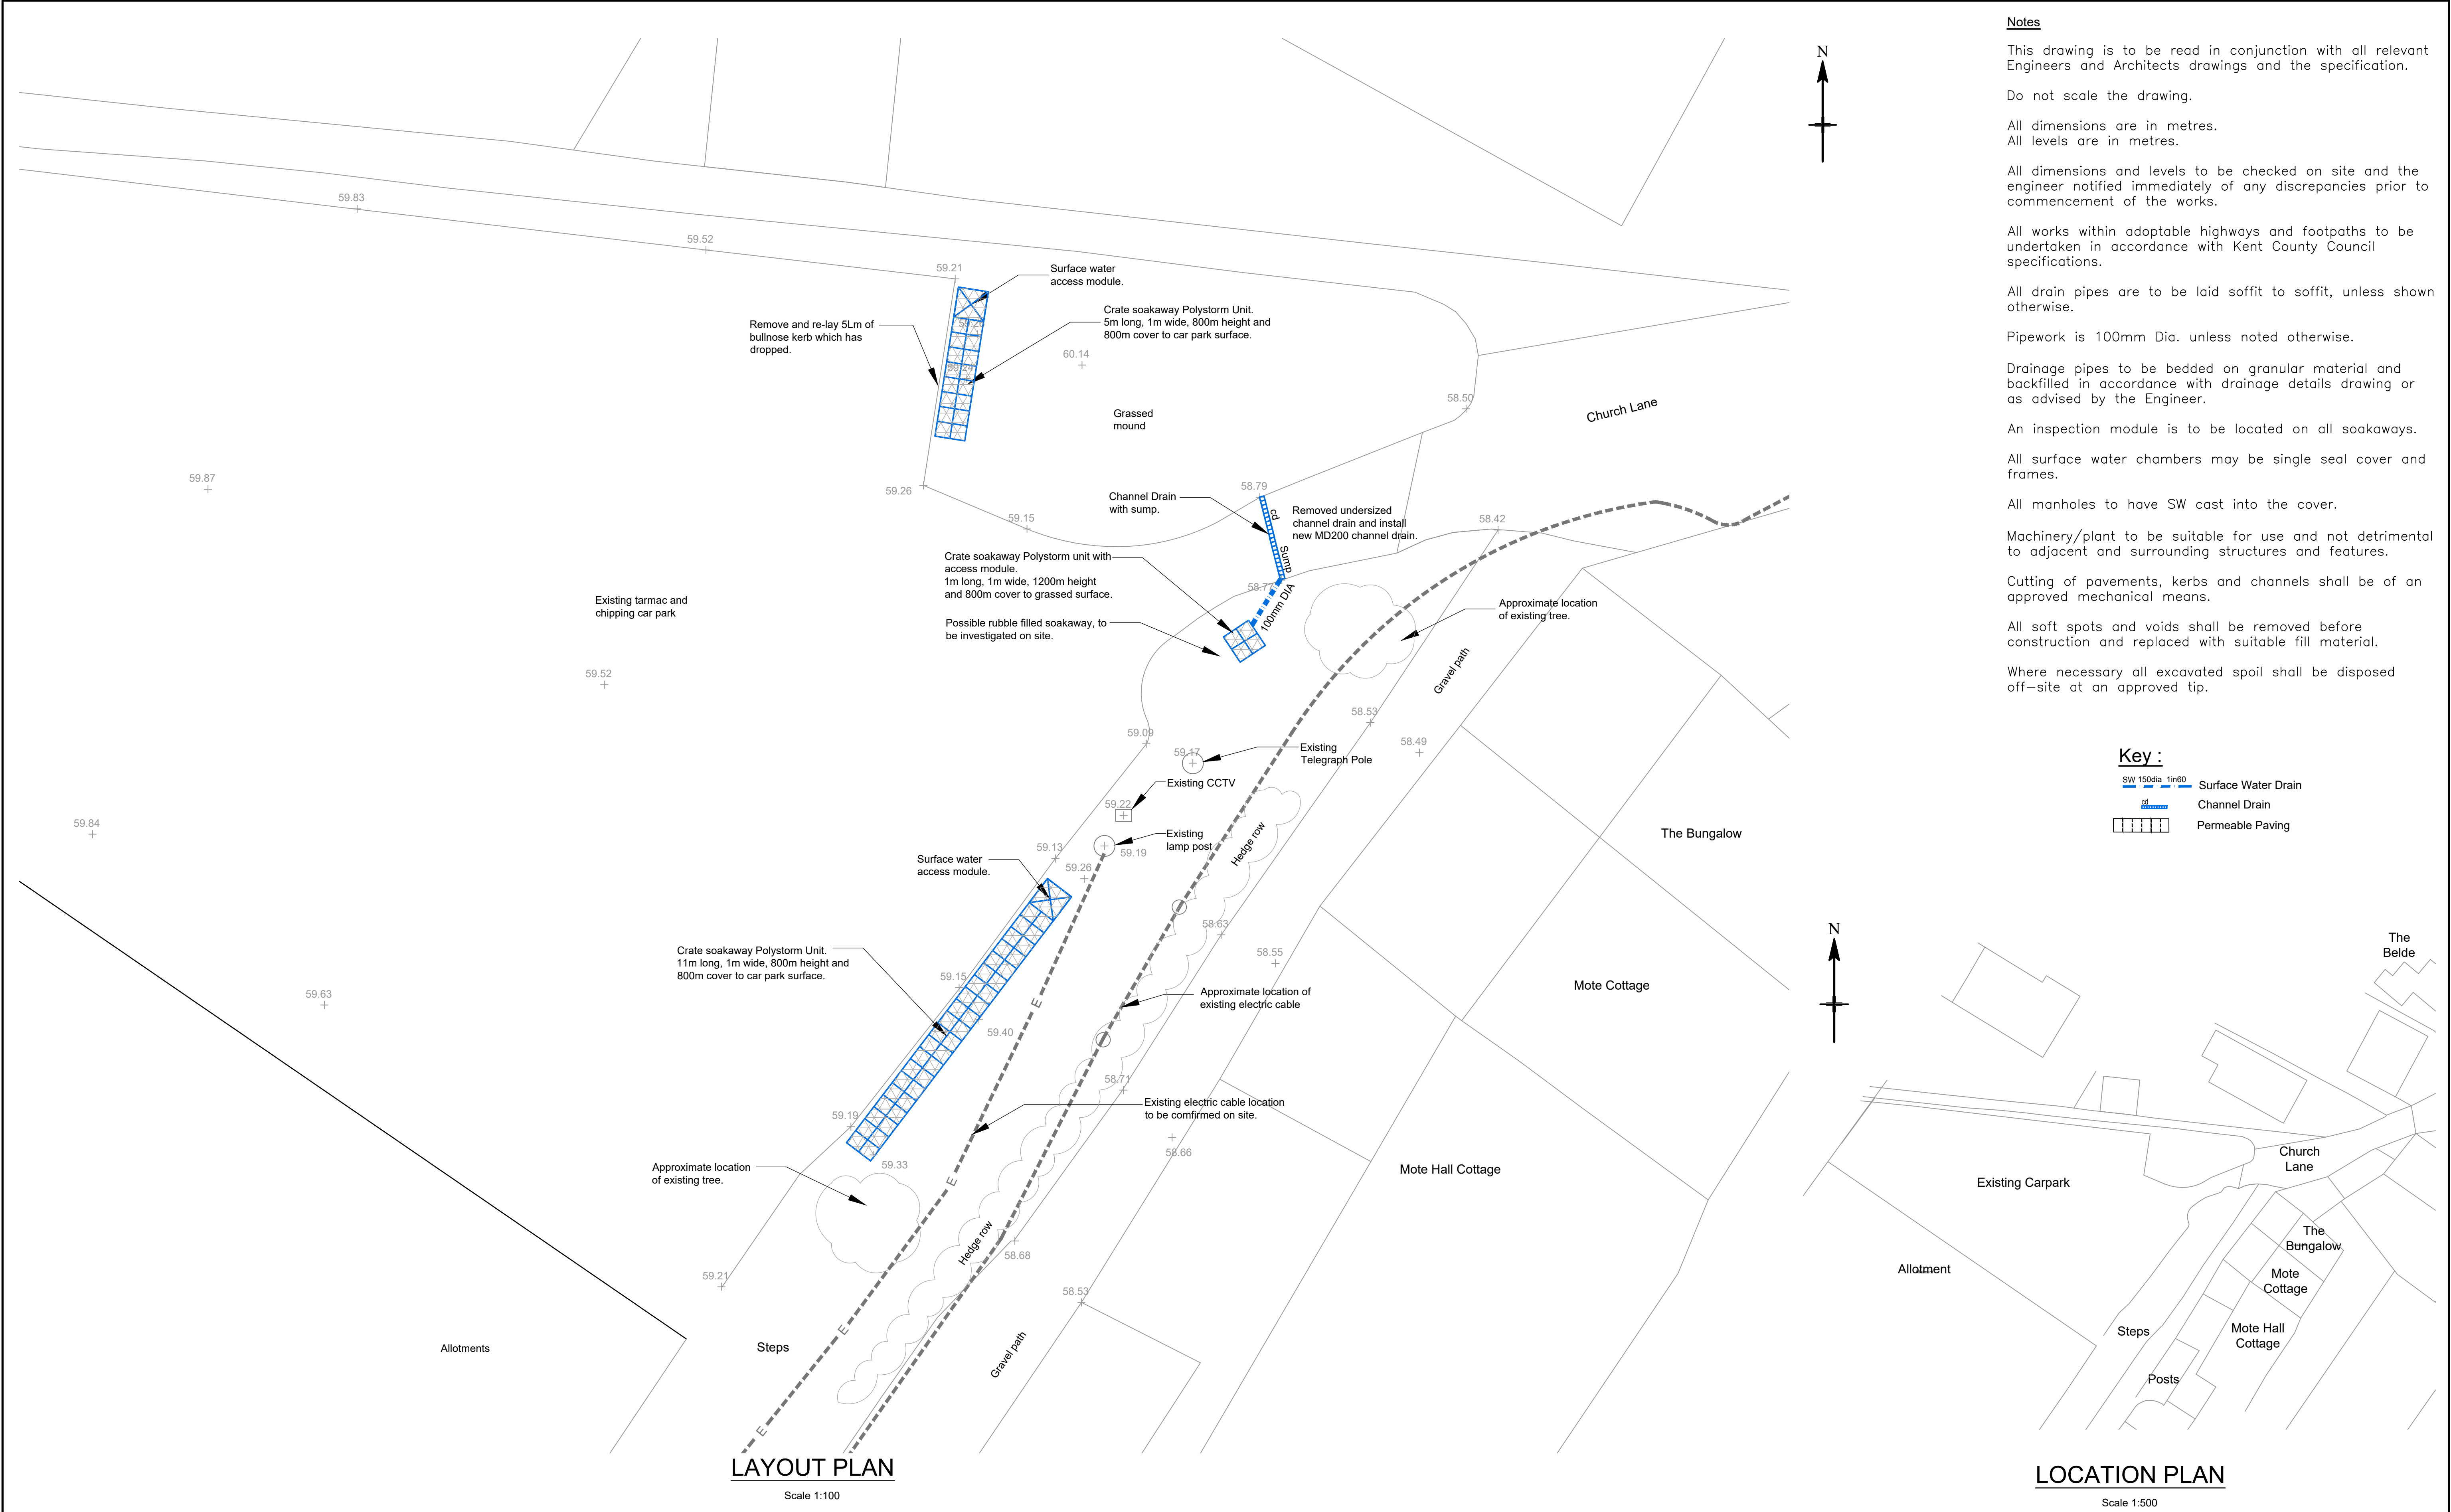 Notes
This drawing is to be read in conjunction with all relevant
Engineers and Architects drawings and the specification.
Do not scale the drawing.
All dimensions are in metres.
All levels are in metres.
All dimensions and levels to be checked on site and the
engineer notified immediately of any discrepancies prior to
commencement of the works.
All works within adoptable highways and footpaths to be
undertaken in accordance with Kent County Council
specifications.
All drain pipes are to be laid soffit to soffit, unless shown
otherwise.
Pipework is 100mm Dia. unless noted otherwise.
Drainage pipes to be bedded on granular material and
backfilled in accordance with drainage details drawing or
as advised by the Engineer.
An inspection module is to be located on all soakaways.
All surface water chambers may be single seal cover and
frames.
All manholes to have SW cast into the cover.
Machinery/plant to be suitable for use and not detrimental
to adjacent and surrounding structures and features.
Cutting of pavements, kerbs and channels shall be of an
approved mechanical means.
All soft spots and voids shall be removed before
construction and replaced with suitable fill material.
Where necessary all excavated spoil shall be disposed
off-site at an approved tip.
Key :
SW 150dia 1in60
Surface Water Drain
cd
Channel Drain
Permeable Paving
N
59.83
59.52
59.21
Surface water
access module.
Crate soakaway Polystorm Unit.
5m long, 1m wide, 800m height and
800m cover to car park surface.
Remove and re-lay 5Lm of
bullnose kerb which has
dropped.
59.24
60.14
Grassed
mound
58.50
Church Lane
59.87
59.26
59.15
58.79
Channel Drain
with sump.
cd
Sump
Removed undersized
channel drain and install
new MD200 channel drain.
58.42
Crate soakaway Polystorm unit with
access module.
1m long, 1m wide, 1200m height
and 800m cover to grassed surface.
58.77
100mm DIA
Possible rubble filled soakaway, to
be investigated on site.
Existing tarmac and
chipping car park
Approximate location
of existing tree.
Gravel path
59.52
58.53
58.49
59.09
59.17
Existing
Telegraph Pole
Existing CCTV
59.22
59.84
Existing
lamp post
59.13
59.19
59.26
Hedge row
The Bungalow
Surface water
access module.
58.63
58.55
Crate soakaway Polystorm Unit.
11m long, 1m wide, 800m height and
800m cover to car park surface.
59.15
59.63
Approximate location of
existing electric cable
Mote Cottage
E
59.40
58.71
Existing electric cable location
to be comfirmed on site.
59.19
58.66
59.33
Approximate location
of existing tree.
E
Mote Hall Cottage
Hedge row
58.68
59.21
58.53
E
Steps
Allotments
Gravel path
E
LAYOUT PLAN
Scale 1:100
N
The
Belde
Church
Lane
Existing Carpark
The
Bungalow
Allotment
Mote
Cottage
Steps
Mote Hall
Cottage
Posts
LOCATION PLAN
Scale 1:500